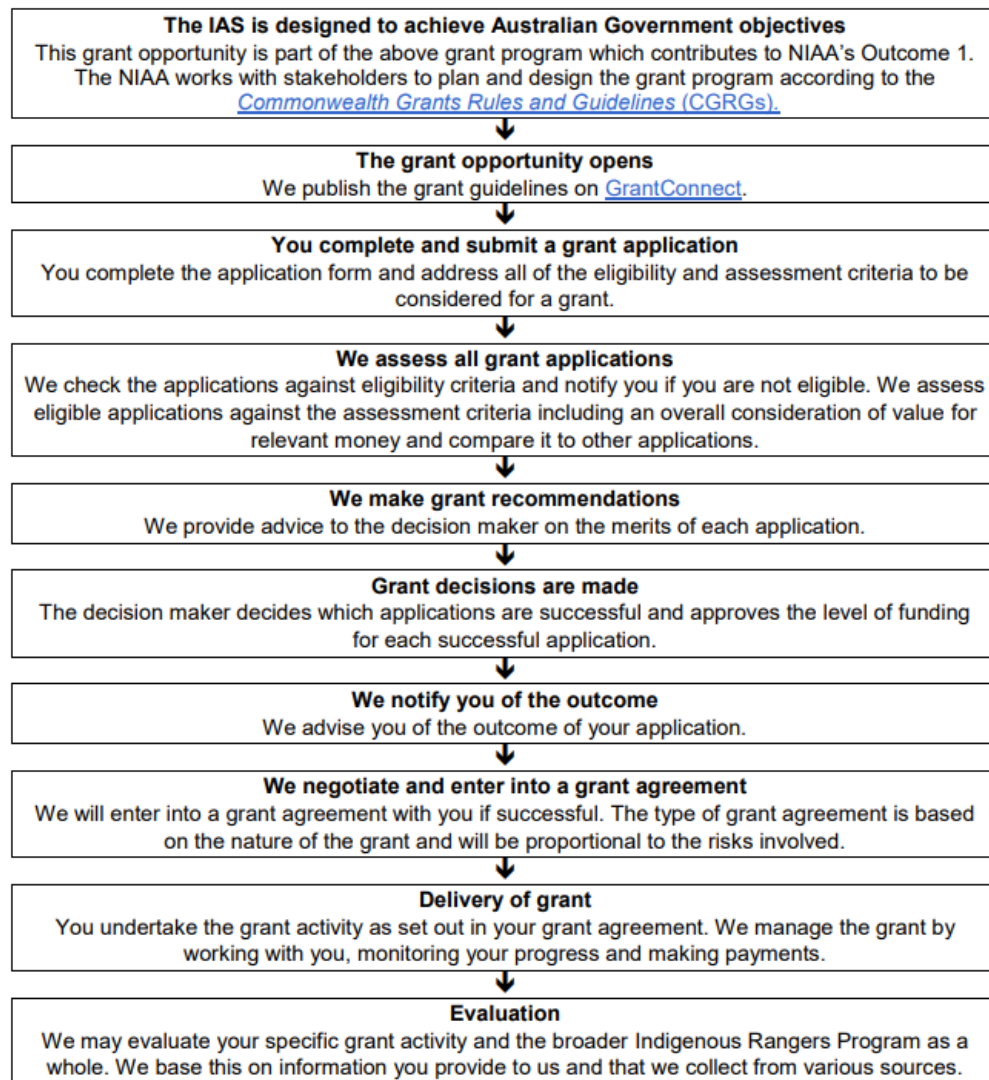 The IAS is designed to achieve Australian Government objectives
This grant opportunity is part of the above grant program which contributes to NIAA's Outcome 1.
The NIAA works with stakeholders to plan and design the grant program according to the
Commonwealth Grants Rules and Guidelines (CGRGs).
The grant opportunity opens
We publish the grant guidelines on GrantConnect.
You complete and submit a grant application
You complete the application form and address all of the eligibility and assessment criteria to be
considered for a grant.
We assess all grant applications
We check the applications against eligibility criteria and notify you if you are not eligible. We assess
eligible applications against the assessment criteria including an overall consideration of value for
relevant money and compare it to other applications.
We make grant recommendations
We provide advice to the decision maker on the merits of each application.
Grant decisions are made
The decision maker decides which applications are successful and approves the level of funding
for each successful application.
We notify you of the outcome
We advise you of the outcome of your application.
We negotiate and enter into a grant agreement
We will enter into a grant agreement with you if successful. The type of grant agreement is based
on the nature of the grant and will be proportional to the risks involved.
Delivery of grant
You undertake the grant activity as set out in your grant agreement. We manage the grant by
working with you, monitoring your progress and making payments.
Evaluation
We may evaluate your specific grant activity and the broader Indigenous Rangers Program as a
whole. We base this on information you provide to us and that we collect from various sources.